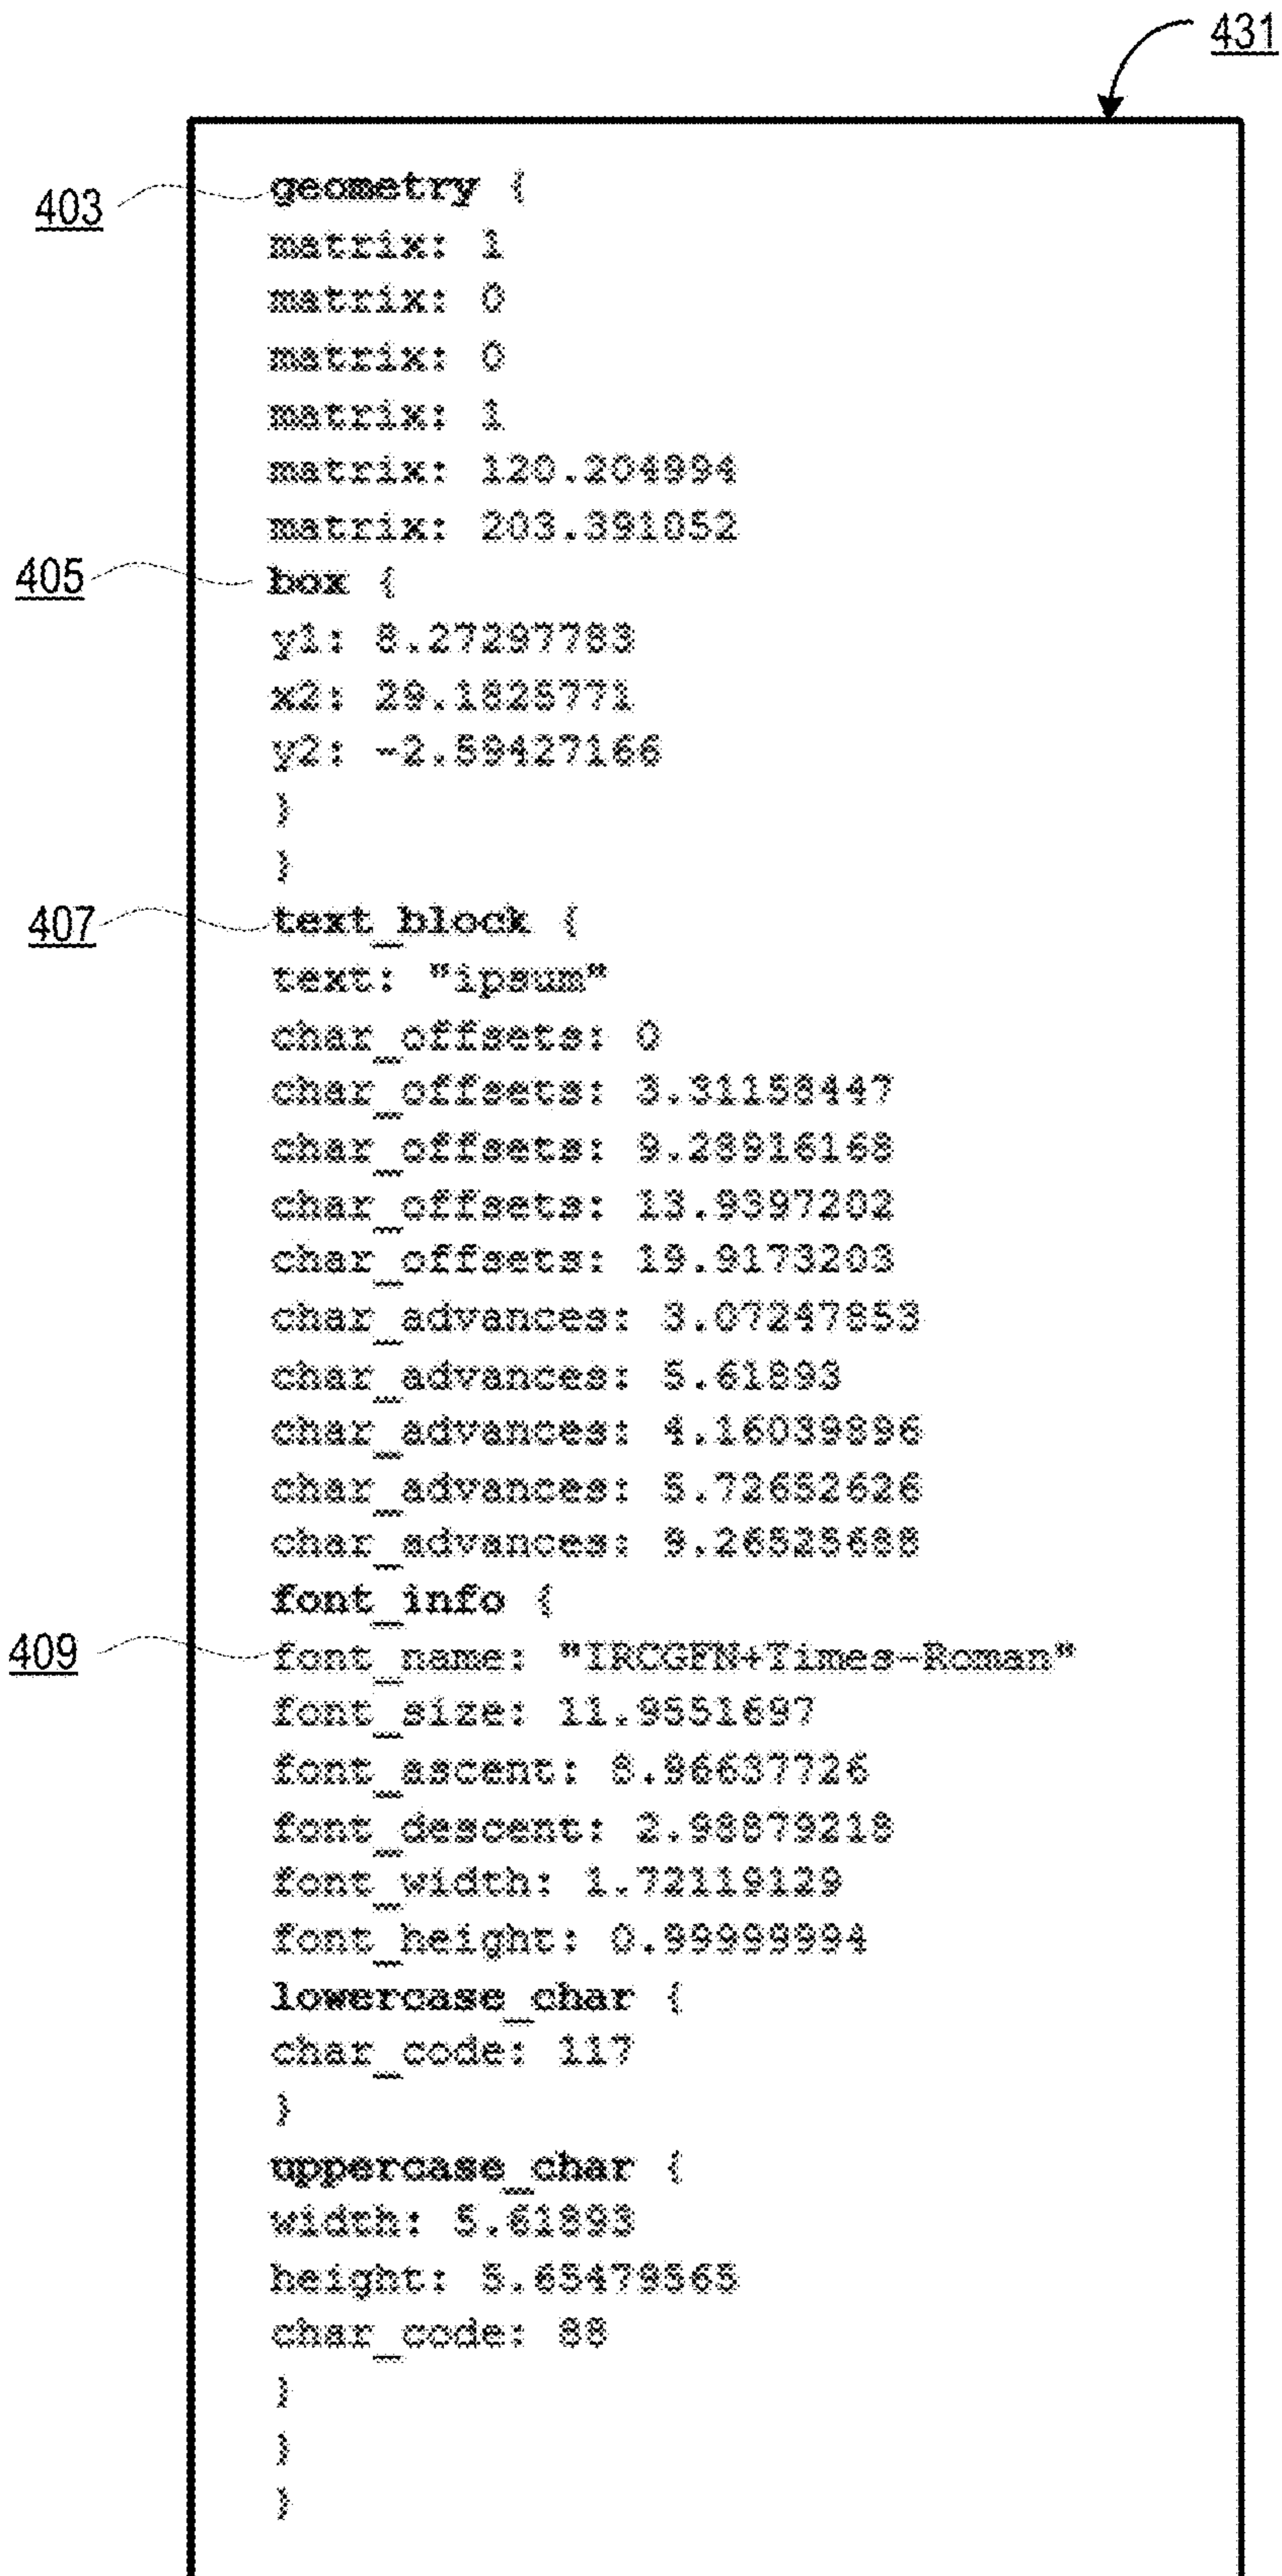 431
403
geometry {
matrix: 1
matrix: 0
matrix: 0
matrix: 1
matrix: 120.204894
matrix: 203.391052
405
box {
y1: 8.27297783
x2: 29.1825771
y2: -2.59427166
}
}
407
text_block {
text: "ipsum"
char_offsets: 0
char_offsets: 3.31158447
char_offsets: 9.28916168
char_offsets: 13.9397202
char_offsets: 19.9173203
char_advances: 3.07247853
char_advances: 5.61893
char_advances: 4.16039896
char_advances: 5.72652626
char_advances: 9.26525688
font_info {
409
font_name: "IRCGFN+Times-Roman"
font_size: 11.9551697
font_ascent: 8.96637726
font_descent: 2.98879218
font_width: 1.72119129
font_height: 0.99999994
lowercase_char {
char_code: 117
}
uppercase_char {
width: 5.61893
height: 5.65479565
char_code: 88
}
}
}